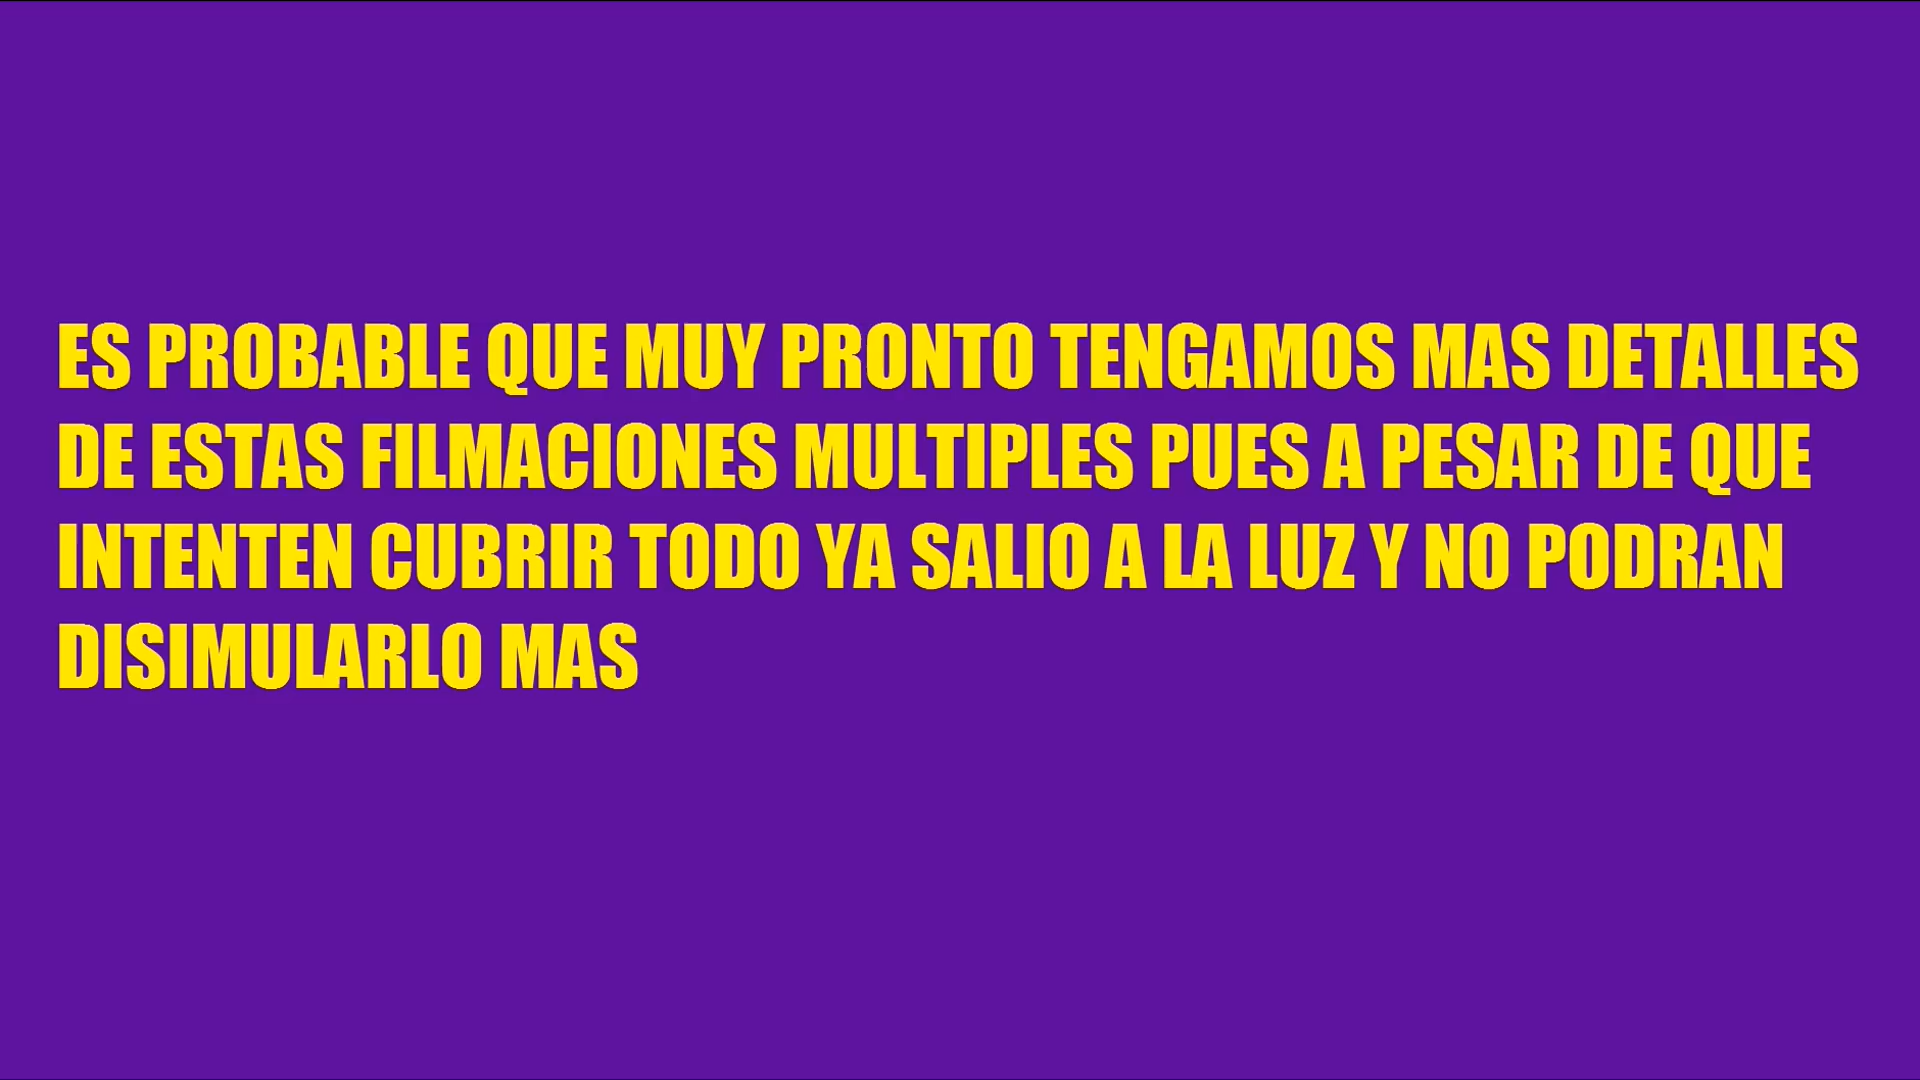 ES PROBABLE QUE MUY PRONTO TENGAMOS MAS DETALLES
DE ESTAS FILMACIONES MULTIPLES PUES A PESAR DE QUE
INTENTEN CUBRIR TODO YA SALIO A LA LUZ Y NO PODRAN
DISIMULARLO MAS